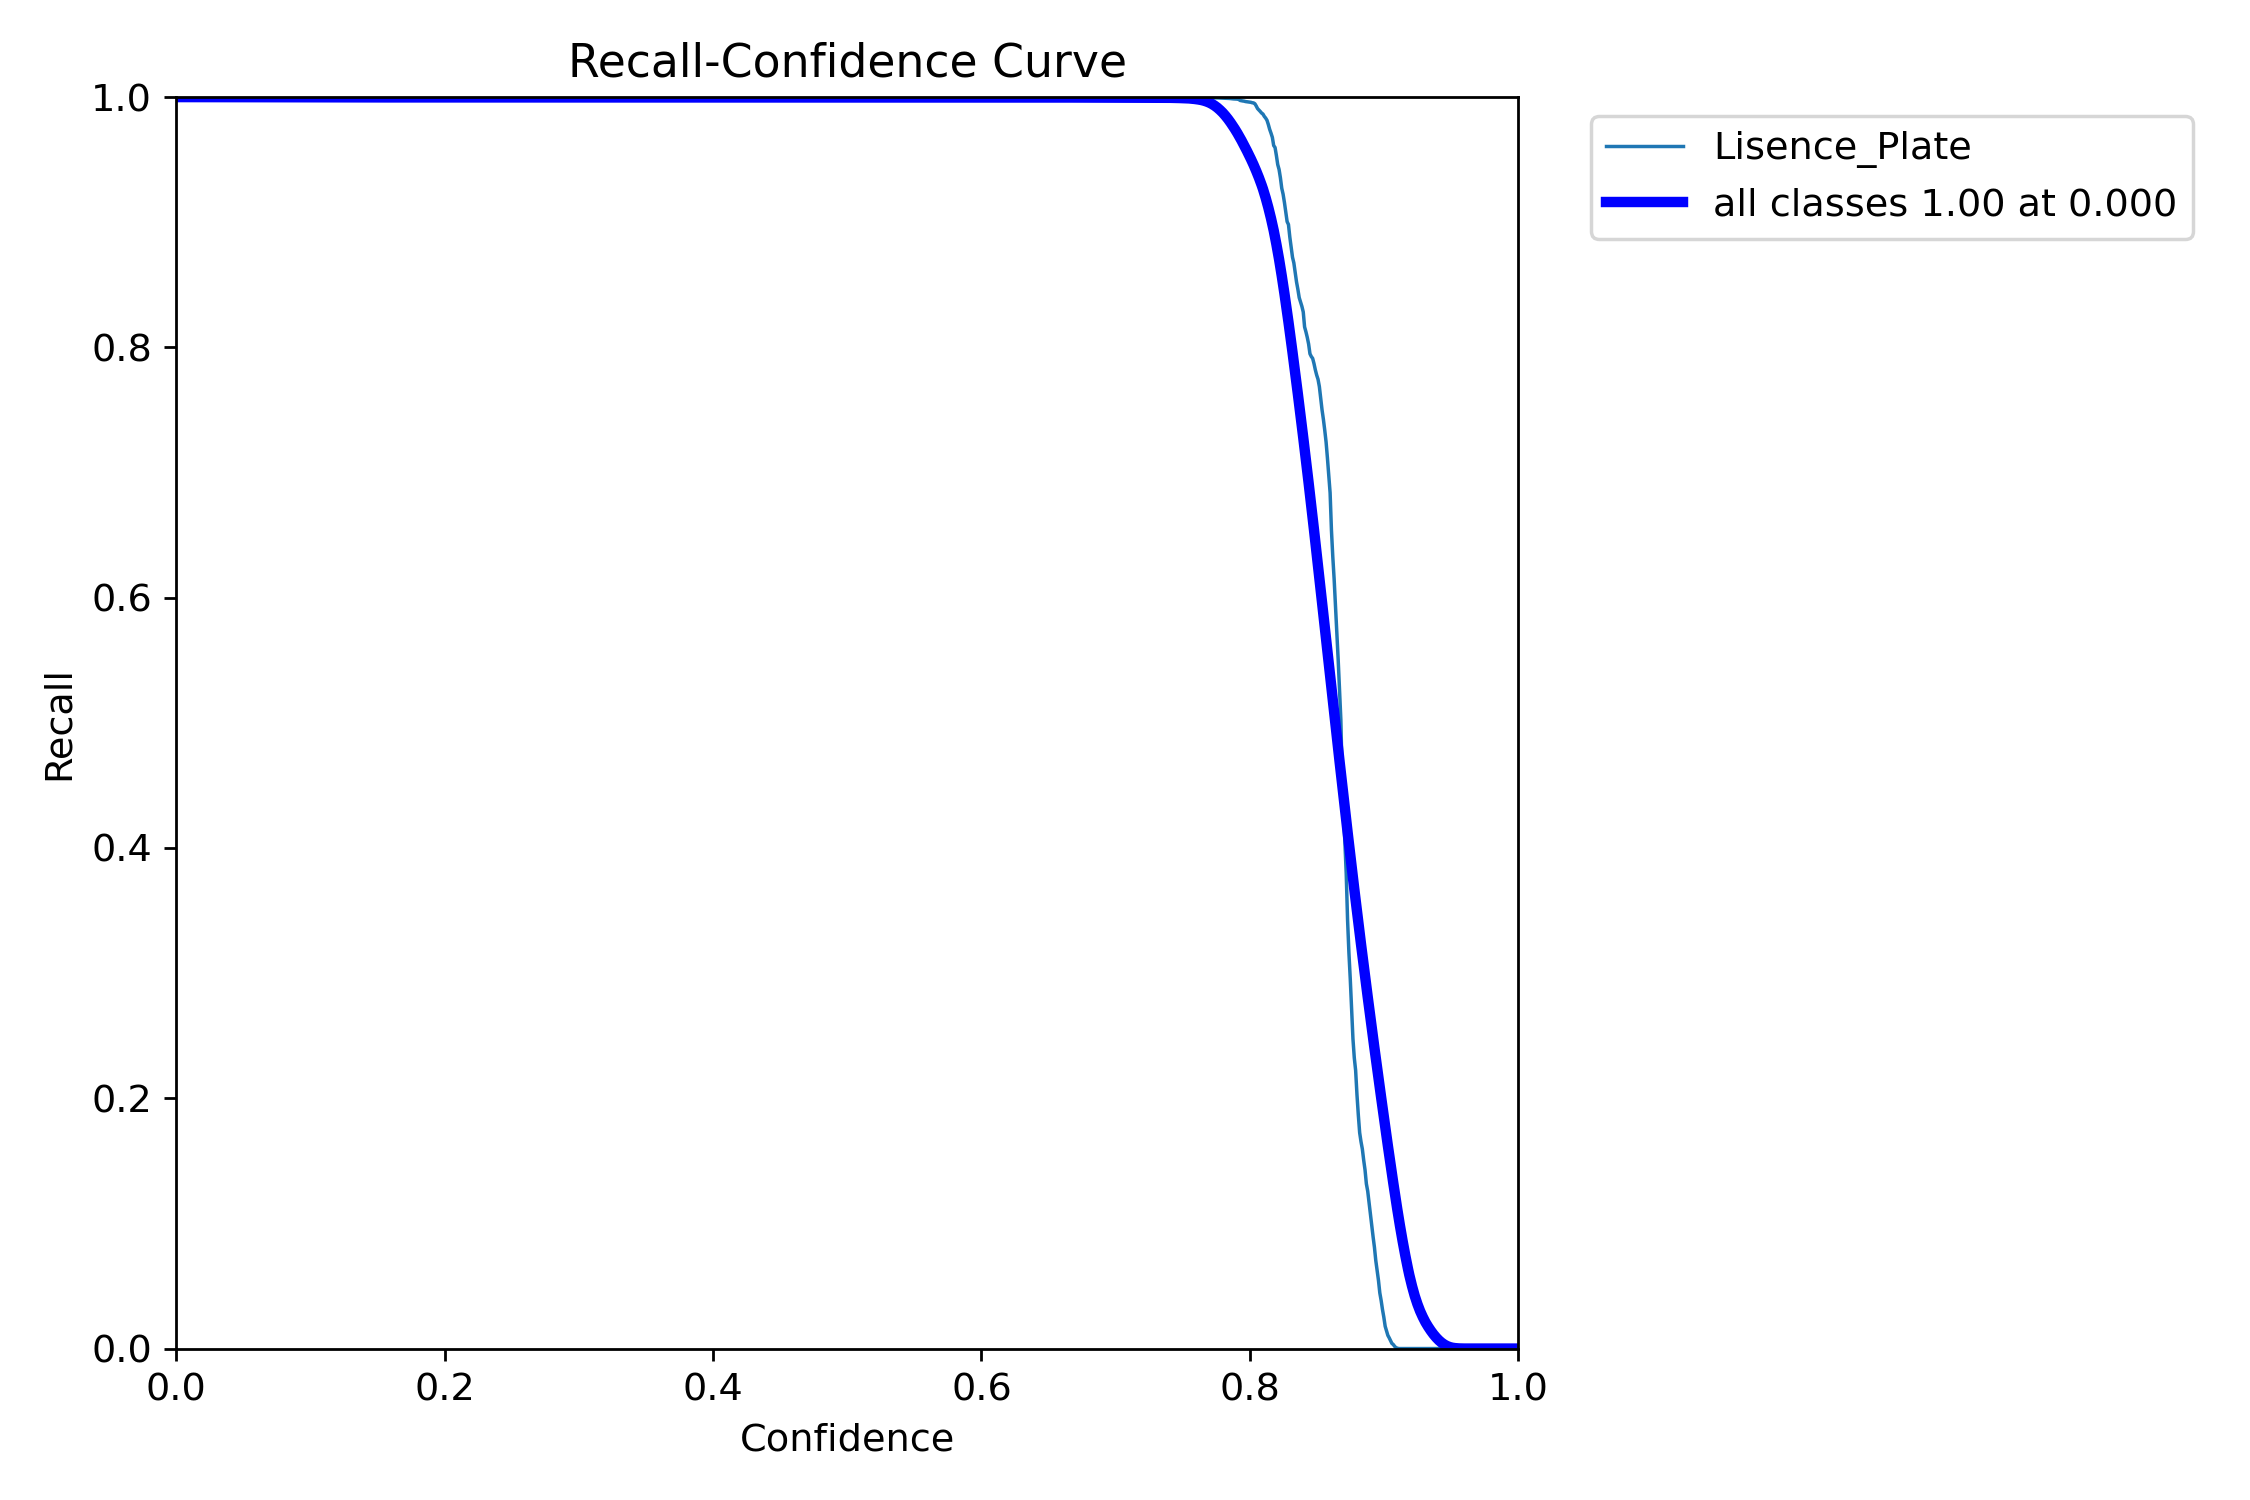 Recall-Confidence Curve
1.0
0.8
0.6
0.4
0.2
0.0
Recall
0.0 0.2 0.4 0.6 0.8 1.0
Confidence
Lisence_Plate
all classes 1.00 at 0.000